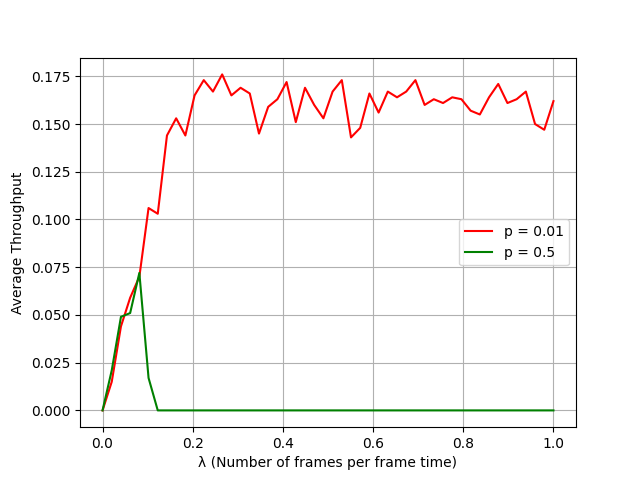 0.175
0.150
0.125
0.100
0.075
0.050
0.025
0.000
Average Throughput
p = 0.01
p = 0.5
0.0 0.2 0.4 0.6 0.8 1.0
λ (Number of frames per frame time)